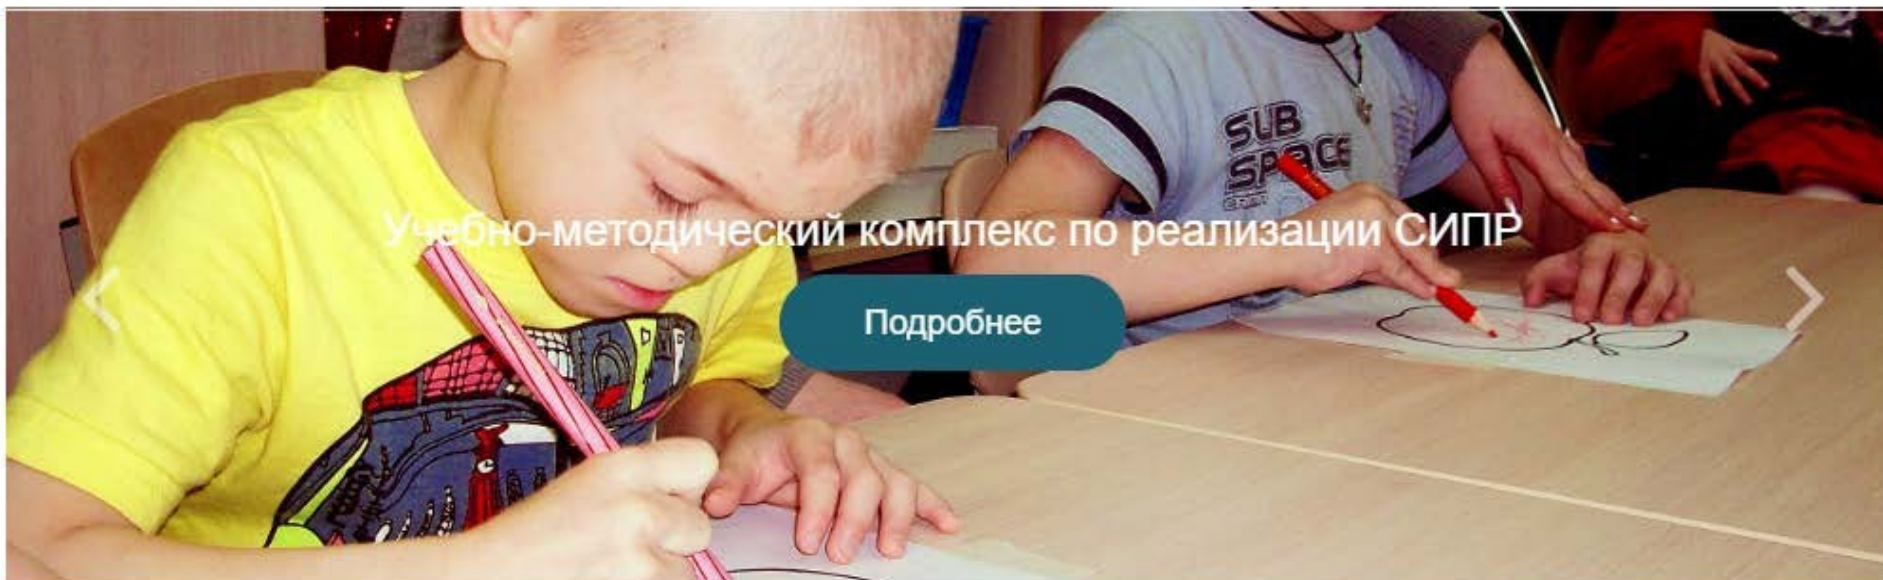 SUB
SPACE
Учебно-методический комплекс по реализации СИПР
Подробнее